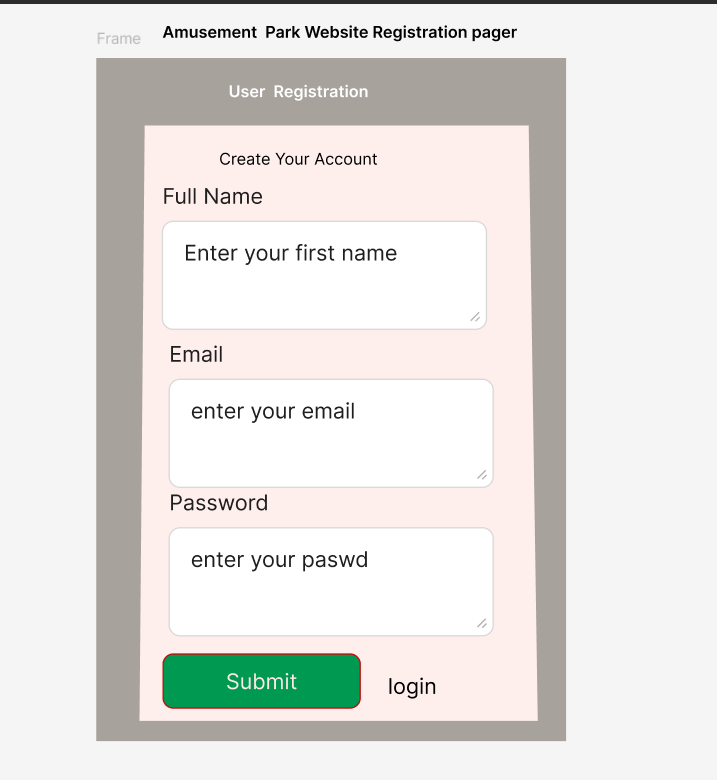 Frame
Amusement  Park Website Registration pager
User  Registration
Create Your Account
Full Name
Enter your first name
Email
enter your email
Password
enter your paswd
Submit
login